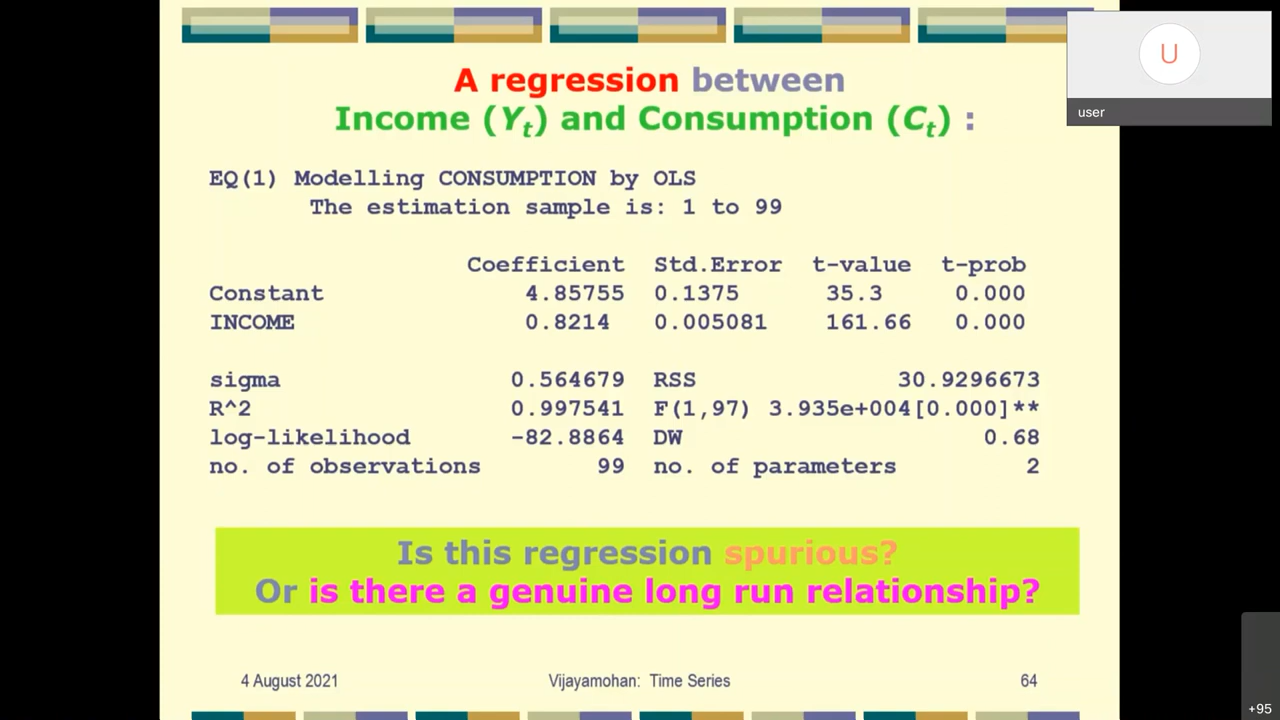 A regression between
Income (Yt) and Consumption (Ct) :
U
user
EQ(1) Modelling CONSUMPTION by OLS
The estimation sample is: 1 to 99
Coefficient Std.Error t-value t-prob
Constant 4.85755 0.1375 35.3 0.000
INCOME 0.8214 0.005081 161.66 0.000
sigma 0.564679 RSS 30.9296673
R^2 0.997541 F(1,97) 3.935e+004[0.000]**
log-likelihood -82.8864 DW 0.68
no. of observations 99 no. of parameters 2
Is this regression spurious?
Or is there a genuine long run relationship?
4 August 2021 Vijayamohan: Time Series 64
+95